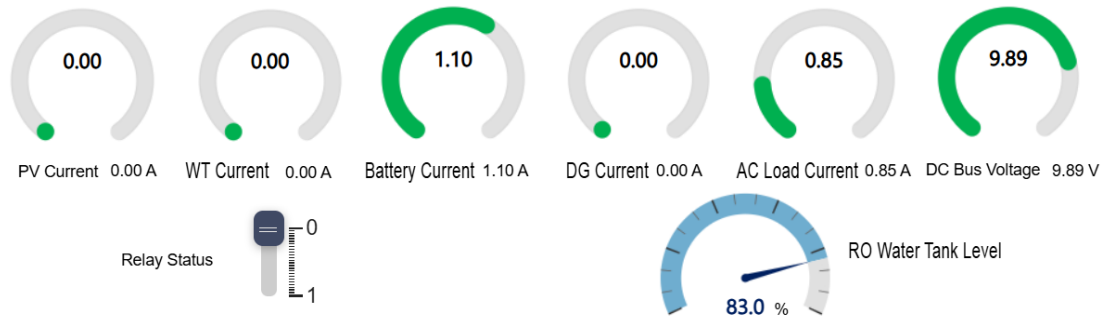 0.00 0.00 1.10 0.00 0.85 9.89
PV Current 0.00 A WT Current 0.00 A Battery Current 1.10 A DG Current 0.00 A AC Load Current 0.85 A DC Bus Voltage 9.89 V
0
Relay Status
1
RO Water Tank Level
83.0 %